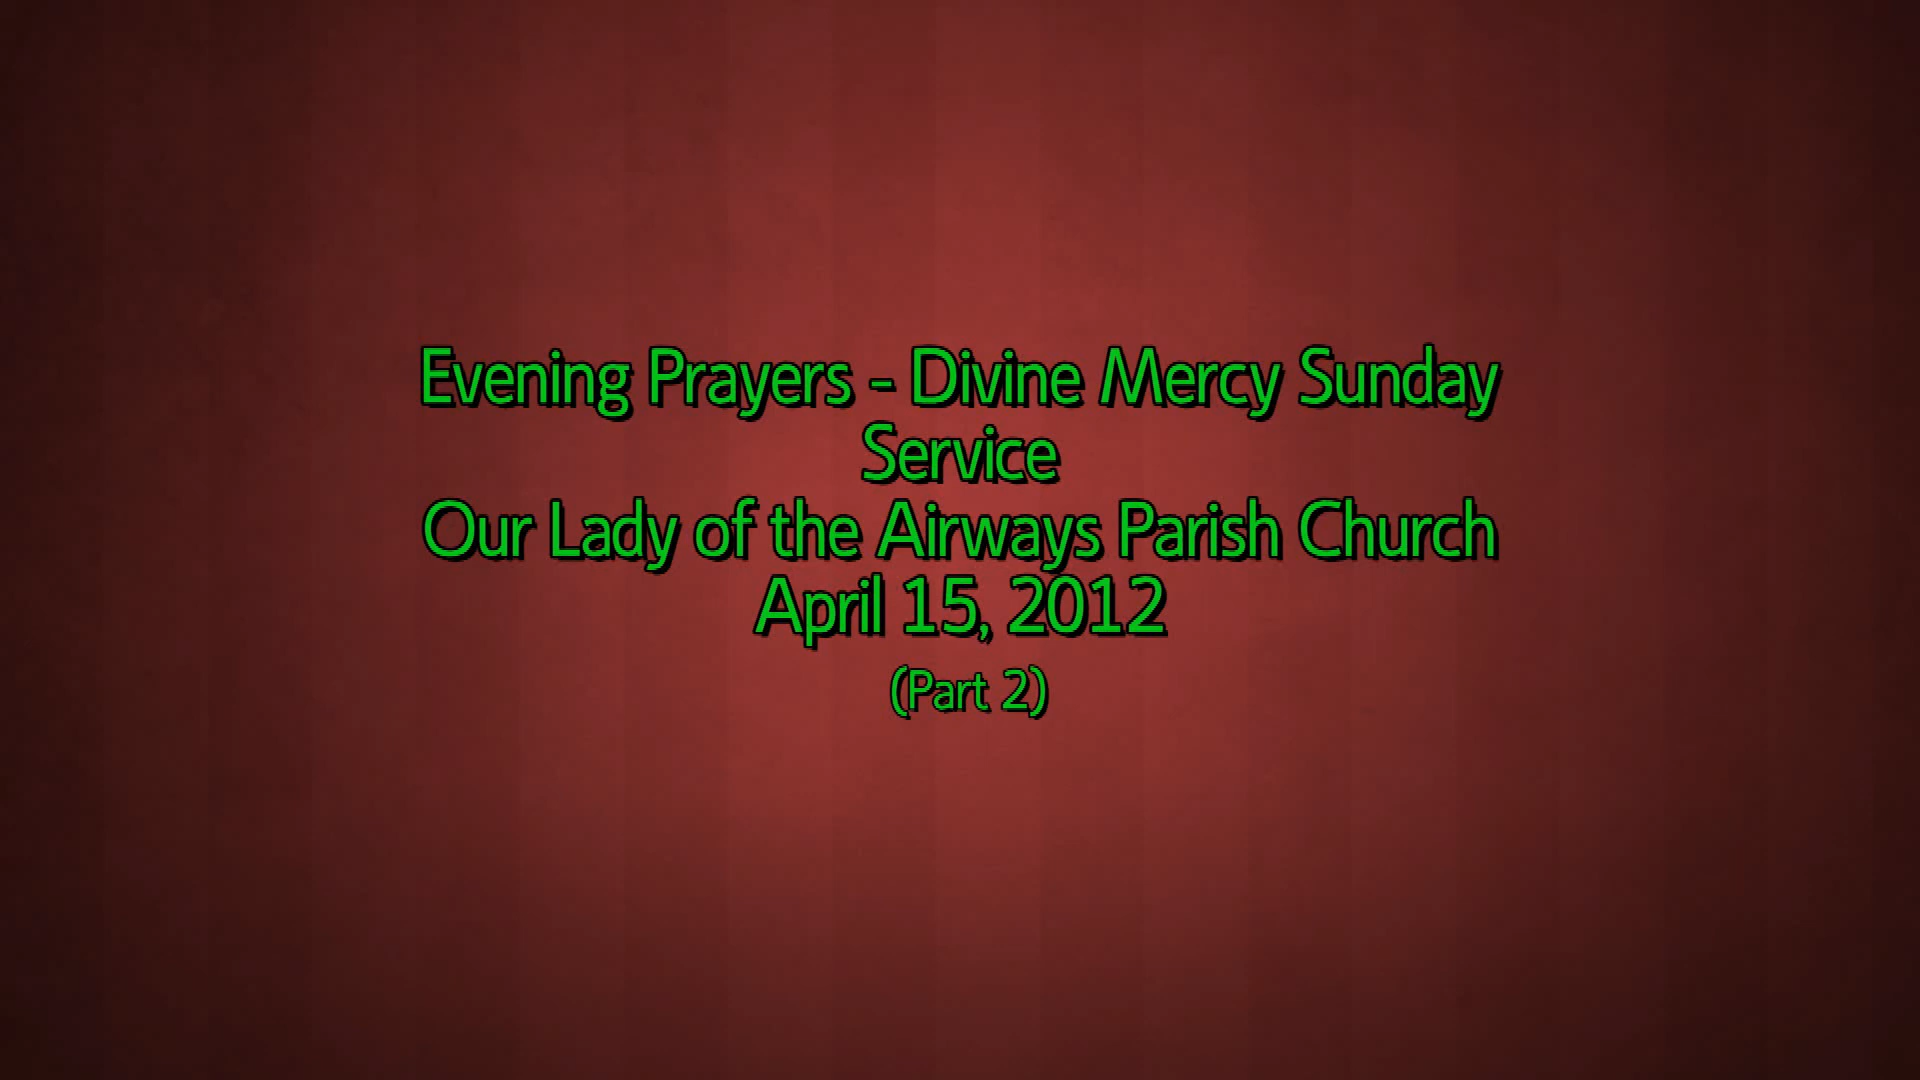 Evening Prayers - Divine Mercy Sunday
Service
Our Lady of the Airways Parish Church
April 15, 2012
(Part 2)